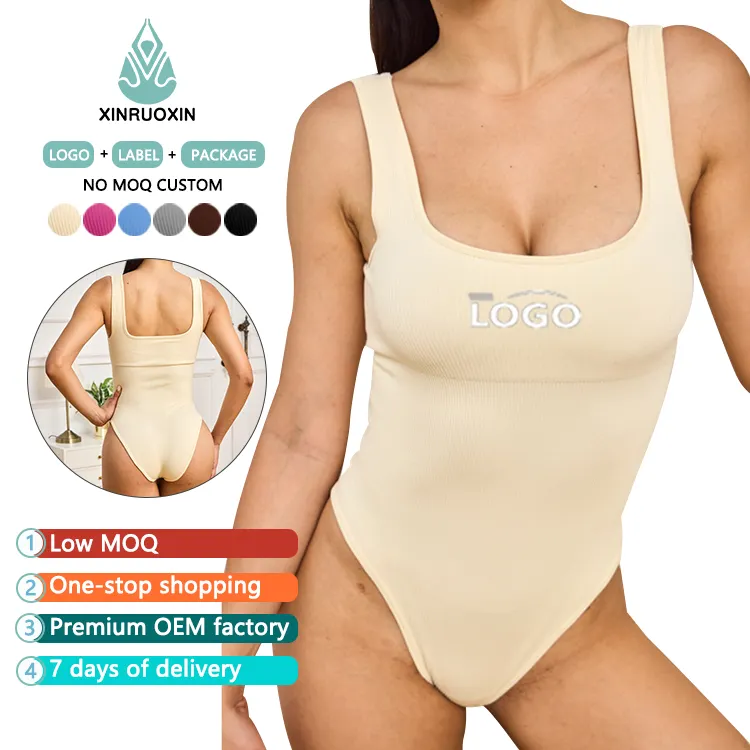 XINRUOXIN
LOGO + LABEL + PACKAGE
NO MOQ CUSTOM
LOGO
1 Low MOQ
2 One-stop shopping
3 Premium OEM factory
4 7 days of delivery